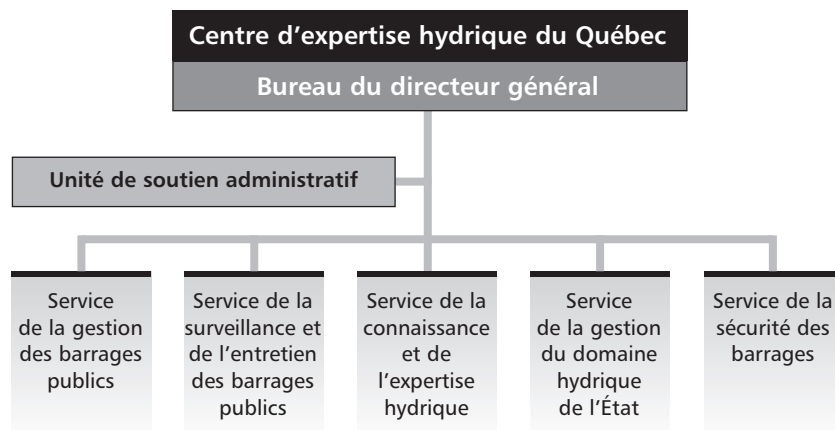 Centre d'expertise hydrique du Québec
Bureau du directeur général
Unité de soutien administratif
Service
de la gestion
des barrages
publics
Service de la
surveillance et
de l'entretien
des barrages
publics
Service de la
connaissance
et de
l'expertise
hydrique
Service
de la gestion
du domaine
hydrique
de l'État
Service de la
sécurité des
barrages